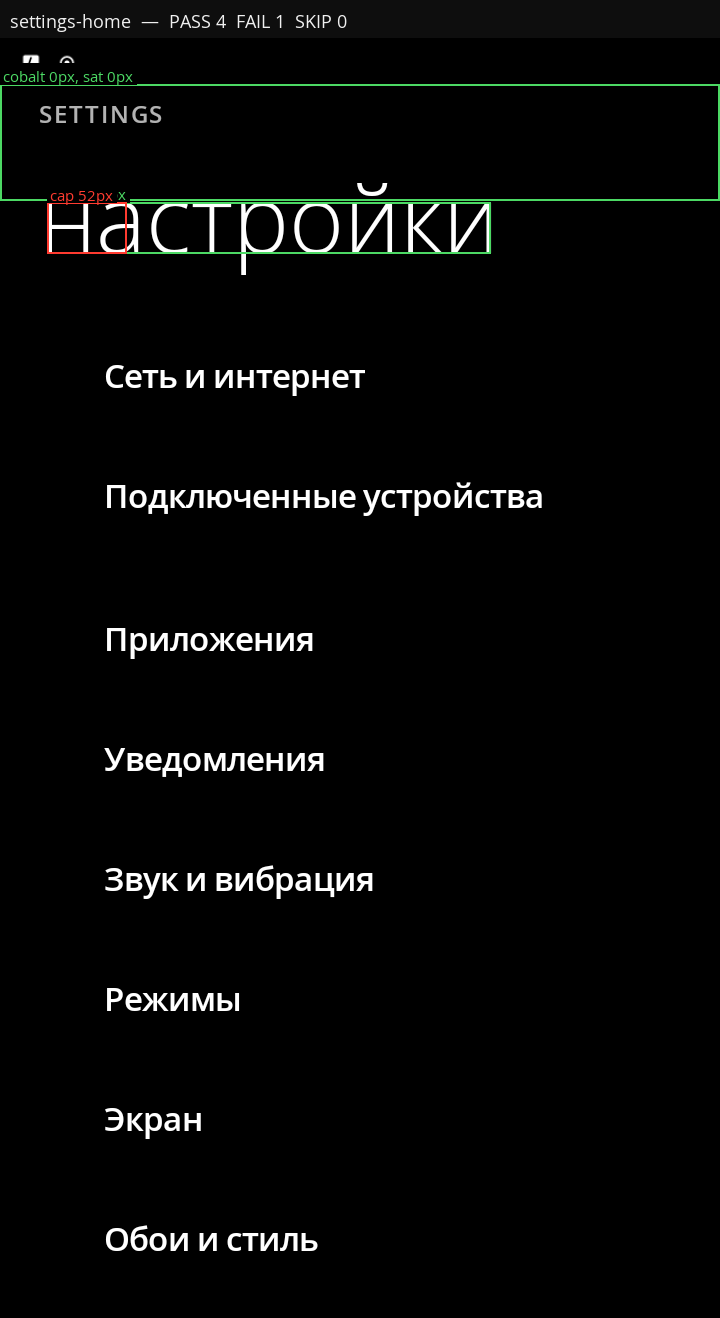 settings-home — PASS 4 FAIL 1 SKIP 0
cobalt 0px, sat 0px
SETTINGS
cap 52px x
настройки
Сеть и интернет
Подключенные устройства
Приложения
Уведомления
Звук и вибрация
Режимы
Экран
Обои и стиль